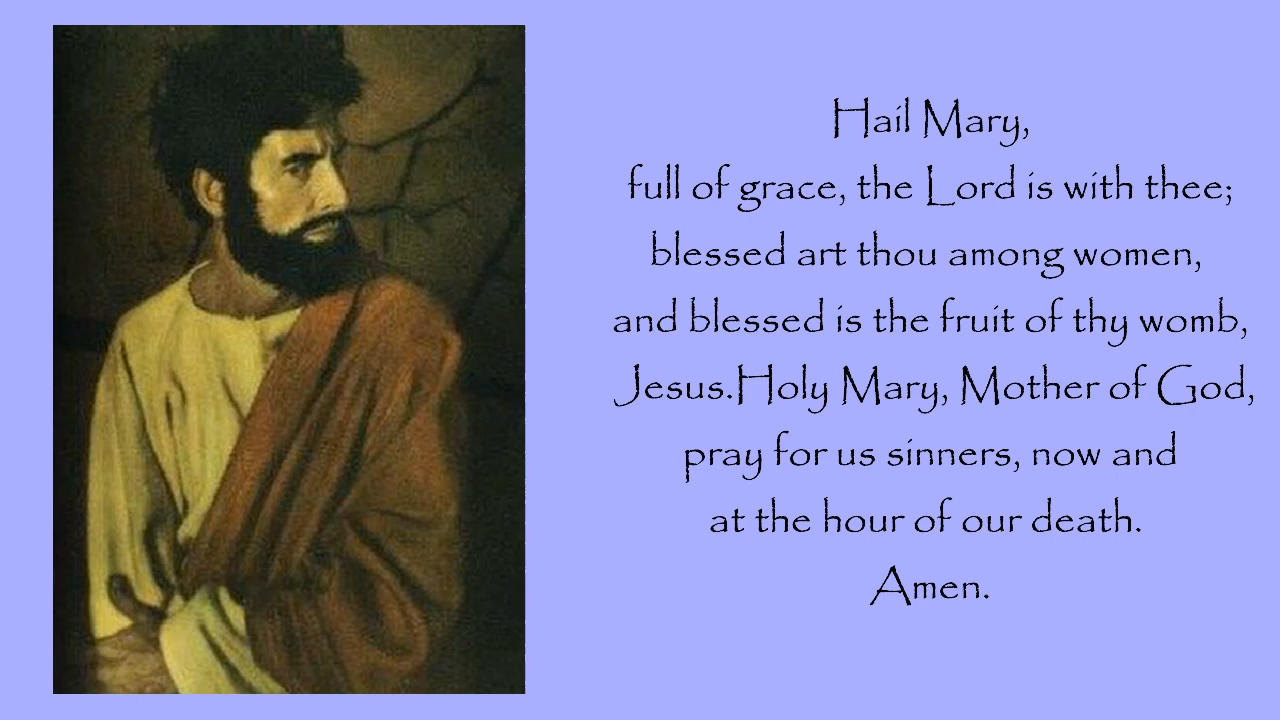 Hail Mary,
full of grace, the Lord is with thee;
blessed art thou among women,
and blessed is the fruit of thy womb,
Jesus.Holy Mary, Mother of God,
pray for us sinners, now and
at the hour of our death.
Amen.